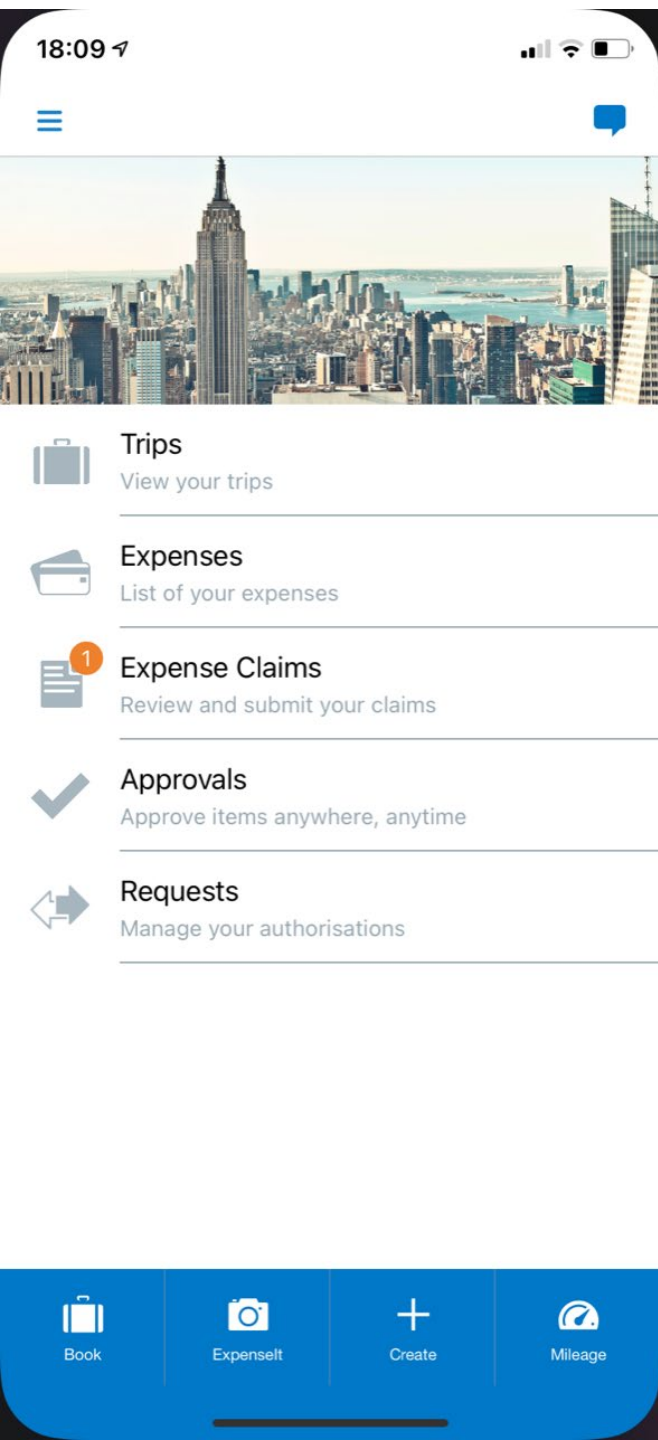 18:09
Trips
View your trips
Expenses
List of your expenses
1
Expense Claims
Review and submit your claims
Approvals
Approve items anywhere, anytime
Requests
Manage your authorisations
Book
ExpenseIt
Create
Mileage